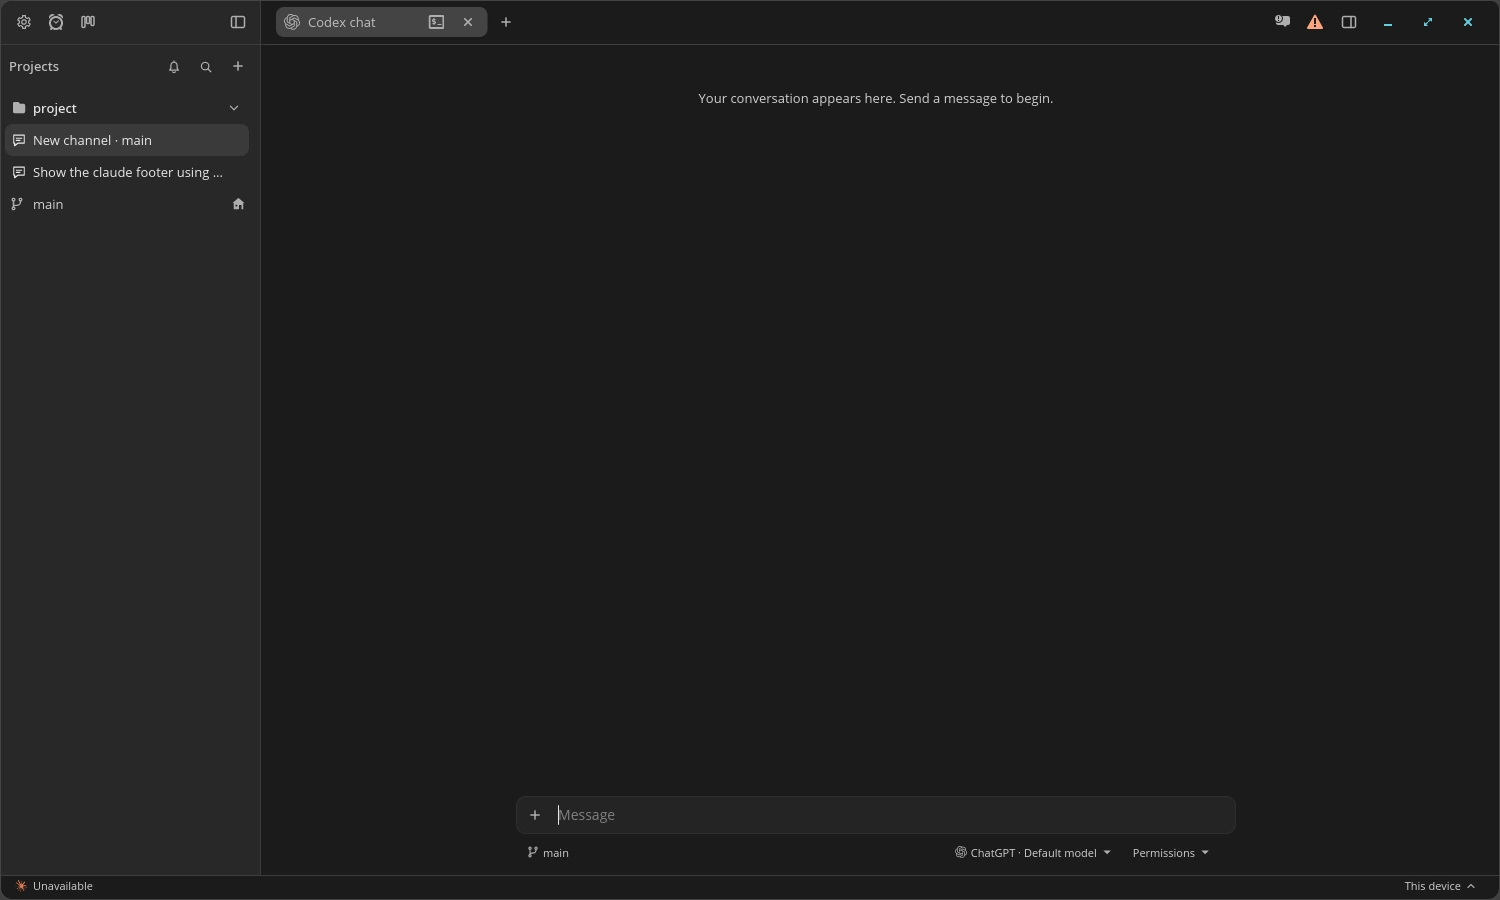 Codex chat
Projects
project
New channel · main
Show the claude footer using ...
main
Your conversation appears here. Send a message to begin.
Message
main
ChatGPT · Default model
Permissions
Unavailable
This device